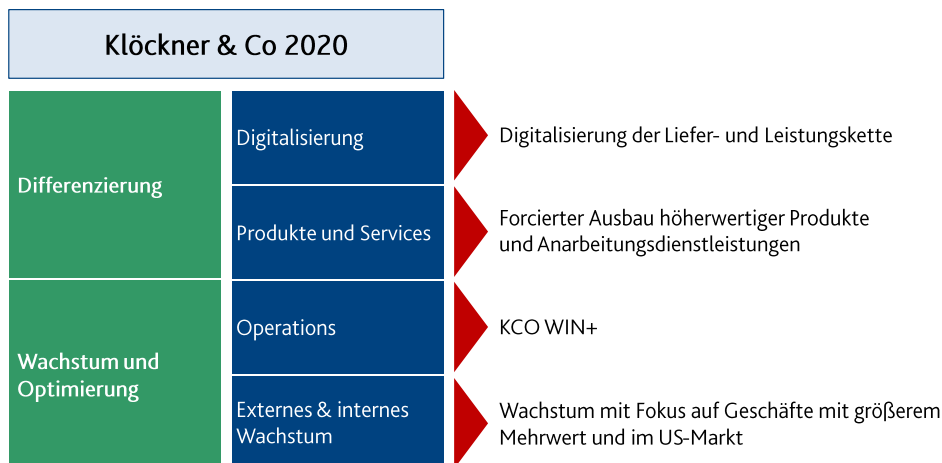 Klöckner & Co 2020
Differenzierung
Digitalisierung
Digitalisierung der Liefer- und Leistungskette
Produkte und Services
Forcierter Ausbau höherwertiger Produkte
und Anarbeitungsdienstleistungen
Wachstum und
Optimierung
Operations
KCO WIN+
Externes & internes
Wachstum
Wachstum mit Fokus auf Geschäfte mit größerem
Mehrwert und im US-Markt